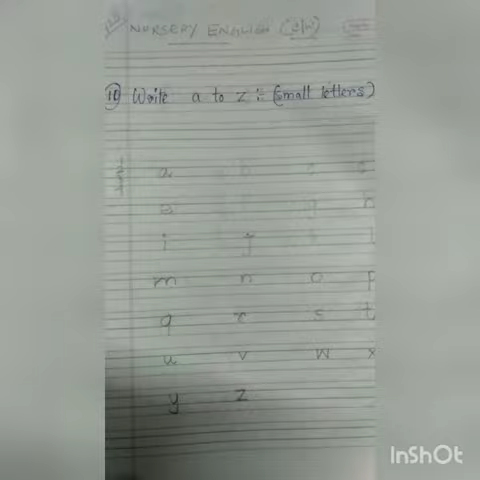 NURSERY ENGLISH (C/W)
10 Write a to z :- (small letters)
a b c d
e f g h
i j k l
m n o p
q r s t
u v w x
y z
InShOt